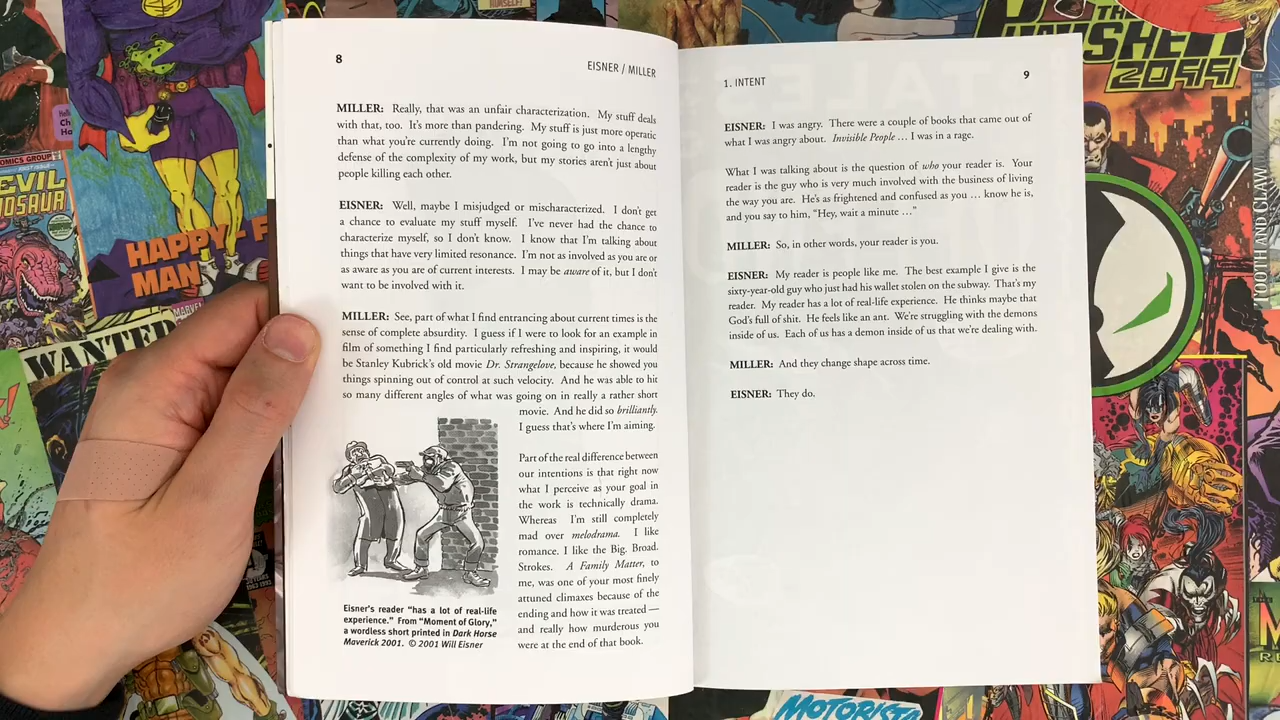 8
EISNER / MILLER
MILLER: Really, that was an unfair characterization. My stuff deals
with that, too. It's more than pandering. My stuff is just more operatic
than what you're currently doing. I'm not going to go into a lengthy
defense of the complexity of my work, but my stories aren't just about
people killing each other.
EISNER: Well, maybe I misjudged or mischaracterized. I don't get
a chance to evaluate my stuff myself. I've never had the chance to
characterize myself, so I don't know. I know that I'm talking about
things that have very limited resonance. I'm not as involved as you are or
as aware as you are of current interests. I may be aware of it, but I don't
want to be involved with it.
MILLER: See, part of what I find entrancing about current times is the
sense of complete absurdity. I guess if I were to look for an example in
film of something I find particularly refreshing and inspiring, it would
be Stanley Kubrick's old movie Dr. Strangelove, because he showed you
things spinning out of control at such velocity. And he was able to hit
so many different angles of what was going on in really a rather short
movie. And he did so brilliantly.
I guess that's where I'm aiming.
Part of the real difference between
our intentions is that right now
what I perceive as your goal in
the work is technically drama.
Whereas I'm still completely
mad over melodrama. I like
romance. I like the Big. Broad.
Strokes. A Family Matter, to
me, was one of your most finely
attuned climaxes because of the
ending and how it was treated —
and really how murderous you
were at the end of that book.
Eisner's reader "has a lot of real-life
experience." From "Moment of Glory,"
a wordless short printed in Dark Horse
Maverick 2001. © 2001 Will Eisner
1. INTENT
9
EISNER: I was angry. There were a couple of books that came out of
what I was angry about. Invisible People ... I was in a rage.
What I was talking about is the question of who your reader is. Your
reader is the guy who is very much involved with the business of living
the way you are. He's as frightened and confused as you ... know he is,
and you say to him, "Hey, wait a minute ..."
MILLER: So, in other words, your reader is you.
EISNER: My reader is people like me. The best example I give is the
sixty-year-old guy who just had his wallet stolen on the subway. That's my
reader. My reader has a lot of real-life experience. He thinks maybe that
God's full of shit. He feels like an ant. We're struggling with the demons
inside of us. Each of us has a demon inside of us that we're dealing with.
MILLER: And they change shape across time.
EISNER: They do.
HAPPY
MAN
WANTED
THE
2099
TOOTH AND CLAW